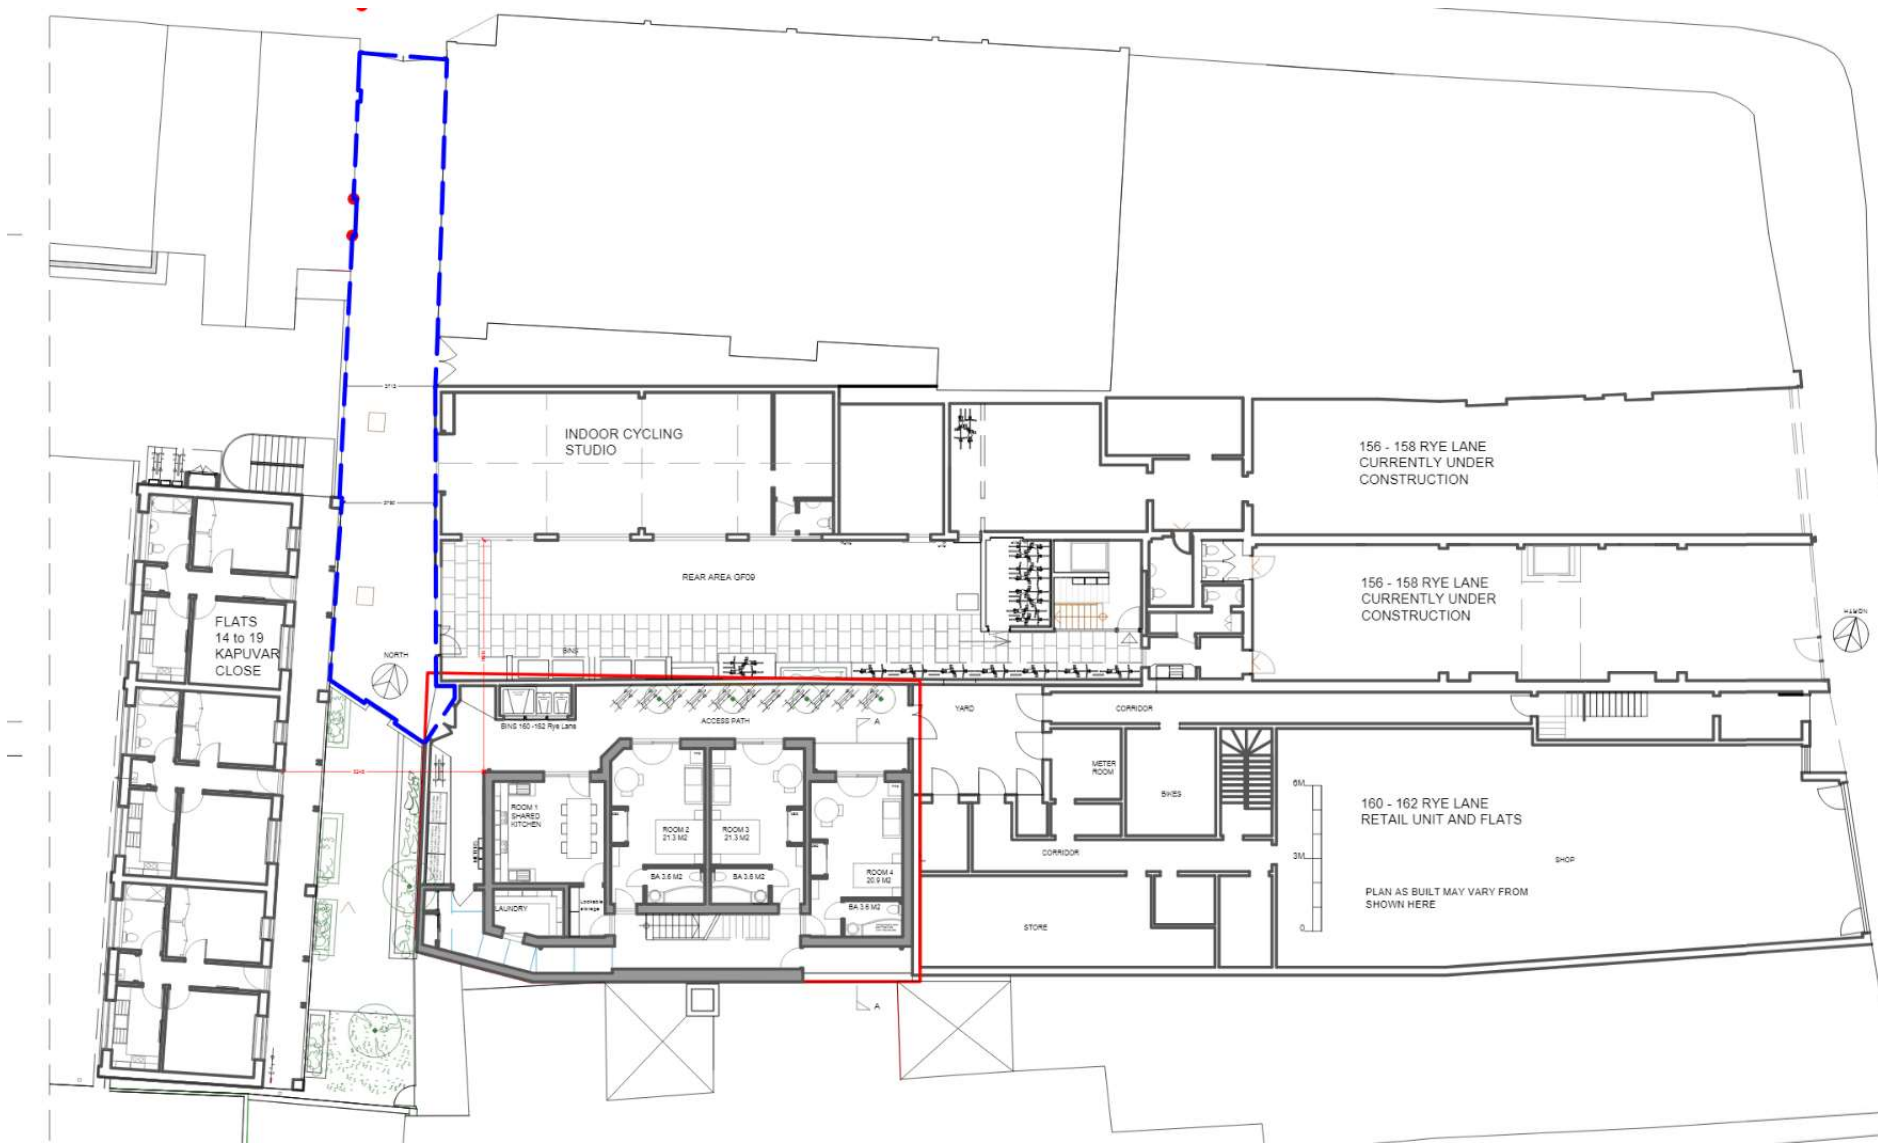 INDOOR CYCLING
STUDIO
156 - 158 RYE LANE
CURRENTLY UNDER
CONSTRUCTION
REAR AREA GF09
156 - 158 RYE LANE
CURRENTLY UNDER
CONSTRUCTION
NORTH
FLATS
14 to 19
KAPUVAR
CLOSE
NORTH
BINS
BINS 160 -162 Rye Lane
ACCESS PATH
A
YARD
CORRIDOR
METER
ROOM
BIKES
6M
160 - 162 RYE LANE
RETAIL UNIT AND FLATS
ROOM 1
SHARED
KITCHEN
ROOM 2
21.3 M2
ROOM 3
21.3 M2
CORRIDOR
3M
SHOP
ROOM 4
20.9 M2
BA 3.6 M2
BA 3.6 M2
PLAN AS BUILT MAY VARY FROM
SHOWN HERE
LAUNDRY
Lockable
storage
BA 3.6 M2
STORE
0
A